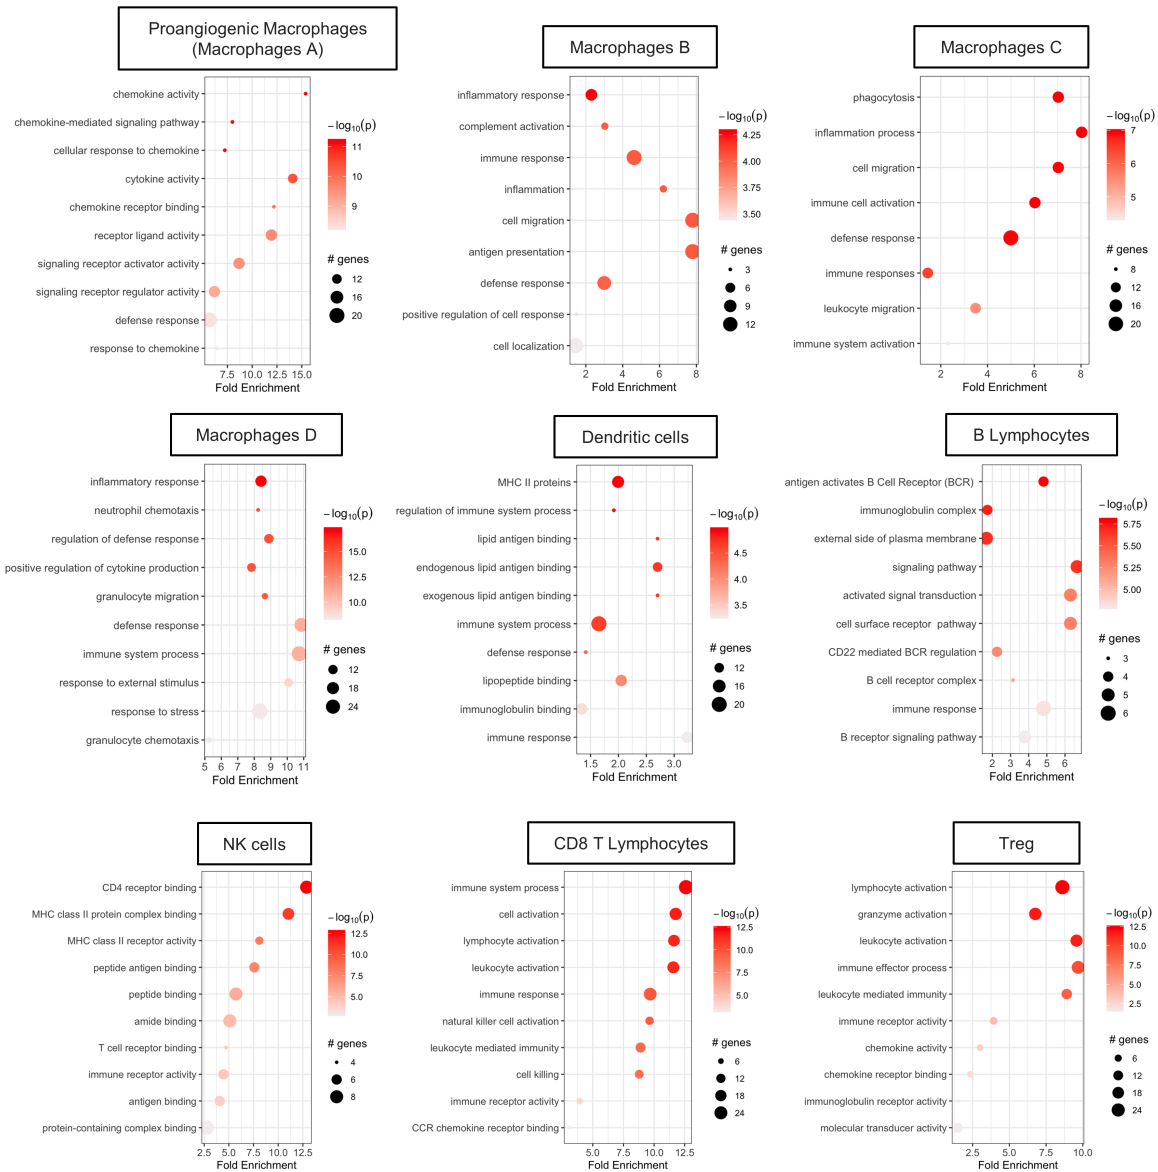 Proangiogenic Macrophages
(Macrophages A)
chemokine activity
chemokine-mediated signaling pathway
cellular response to chemokine
cytokine activity
chemokine receptor binding
receptor ligand activity
signaling receptor activator activity
signaling receptor regulator activity
defense response
response to chemokine
7.5 10.0 12.5 15.0
Fold Enrichment
−log10(p)
11
10
9
# genes
12
16
20
Macrophages B
inflammatory response
complement activation
immune response
inflammation
cell migration
antigen presentation
defense response
positive regulation of cell response
cell localization
2 4 6 8
Fold Enrichment
−log10(p)
4.25
4.00
3.75
3.50
# genes
3
6
9
12
Macrophages C
phagocytosis
inflammation process
cell migration
immune cell activation
defense response
immune responses
leukocyte migration
immune system activation
2 4 6 8
Fold Enrichment
−log10(p)
7
6
5
# genes
8
12
16
20
Macrophages D
inflammatory response
neutrophil chemotaxis
regulation of defense response
positive regulation of cytokine production
granulocyte migration
defense response
immune system process
response to external stimulus
response to stress
granulocyte chemotaxis
5 6 7 8 9 10 11
Fold Enrichment
−log10(p)
15.0
12.5
10.0
# genes
12
18
24
Dendritic cells
MHC II proteins
regulation of immune system process
lipid antigen binding
endogenous lipid antigen binding
exogenous lipid antigen binding
immune system process
defense response
lipopeptide binding
immunoglobulin binding
immune response
1.5 2.0 2.5 3.0
Fold Enrichment
−log10(p)
4.5
4.0
3.5
# genes
12
16
20
B Lymphocytes
antigen activates B Cell Receptor (BCR)
immunoglobulin complex
external side of plasma membrane
signaling pathway
activated signal transduction
cell surface receptor pathway
CD22 mediated BCR regulation
B cell receptor complex
immune response
B receptor signaling pathway
2 3 4 5 6
Fold Enrichment
−log10(p)
5.75
5.50
5.25
5.00
# genes
3
4
5
6
NK cells
CD4 receptor binding
MHC class II protein complex binding
MHC class II receptor activity
peptide antigen binding
peptide binding
amide binding
T cell receptor binding
immune receptor activity
antigen binding
protein-containing complex binding
2.5 5.0 7.5 10.0 12.5
Fold Enrichment
−log10(p)
12.5
10.0
7.5
5.0
# genes
4
6
8
CD8 T Lymphocytes
immune system process
cell activation
lymphocyte activation
leukocyte activation
immune response
natural killer cell activation
leukocyte mediated immunity
cell killing
immune receptor activity
CCR chemokine receptor binding
5.0 7.5 10.0 12.5
Fold Enrichment
−log10(p)
12.5
10.0
7.5
5.0
# genes
6
12
18
24
Treg
lymphocyte activation
granzyme activation
leukocyte activation
immune effector process
leukocyte mediated immunity
immune receptor activity
chemokine activity
chemokine receptor binding
immunoglobulin receptor activity
molecular transducer activity
2.5 5.0 7.5 10.0
Fold Enrichment
−log10(p)
12.5
10.0
7.5
5.0
2.5
# genes
6
12
18
24